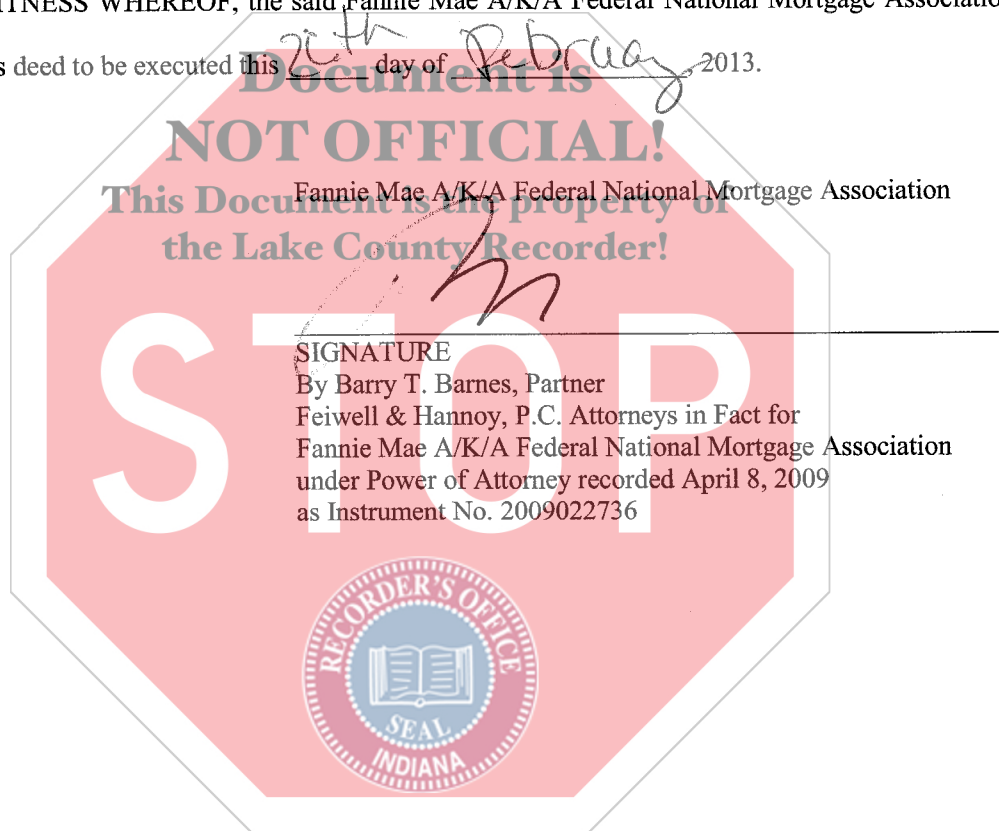 ITNESS WHEREOF, the said Fannie Mae A/K/A Federal National Mortgage Associatio
s deed to be executed this day of February, 2013.
Document is
NOT OFFICIAL!
This Document is the property of
the Lake County Recorder!
Fannie Mae A/K/A Federal National Mortgage Association
STOP
SIGNATURE
By Barry T. Barnes, Partner
Feiwell & Hannoy, P.C. Attorneys in Fact for
Fannie Mae A/K/A Federal National Mortgage Association
under Power of Attorney recorded April 8, 2009
as Instrument No. 2009022736
RECORDER'S OFFICE
SEAL
INDIANA